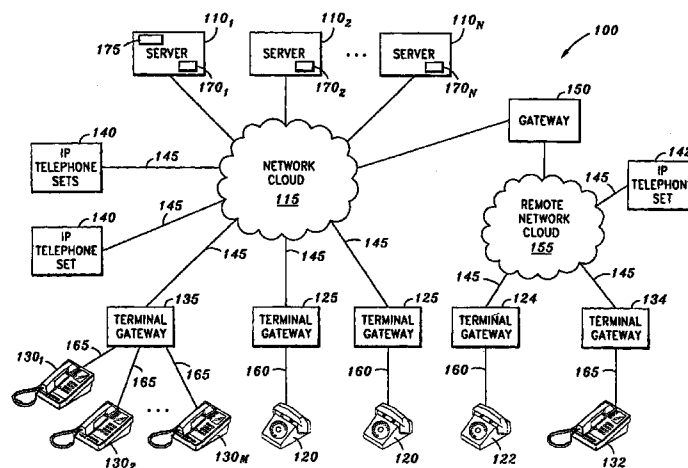 110₁
110₂
110N
100
175
SERVER
SERVER
...
SERVER
170₁
170₂
170N
150
GATEWAY
140
IP
TELEPHONE
SETS
145
NETWORK
CLOUD
115
142
IP
TELEPHONE
SET
145
140
IP
TELEPHONE
SET
145
REMOTE
NETWORK
CLOUD
155
145
145
145
145
145
135
TERMINAL
GATEWAY
125
TERMINAL
GATEWAY
125
TERMINAL
GATEWAY
124
TERMINAL
GATEWAY
134
TERMINAL
GATEWAY
130₁
165
165
165
160
160
160
165
...
130₂
130M
120
120
122
132